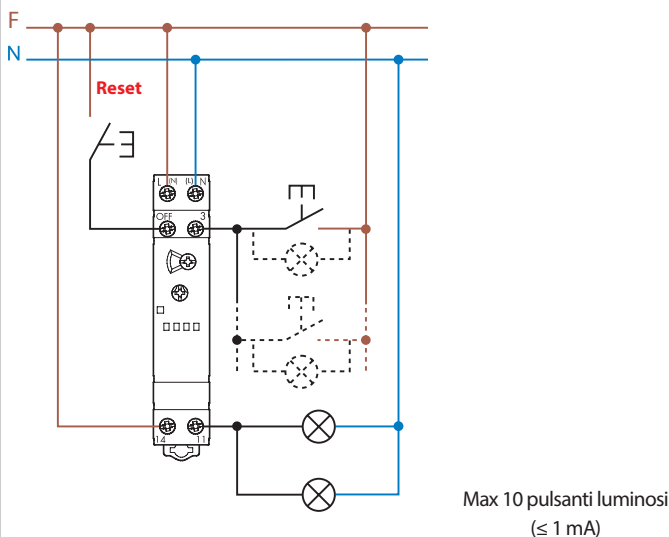 F
N
Reset
L (N) (L) N
OFF 3
14 11
Max 10 pulsanti luminosi
(≤ 1 mA)